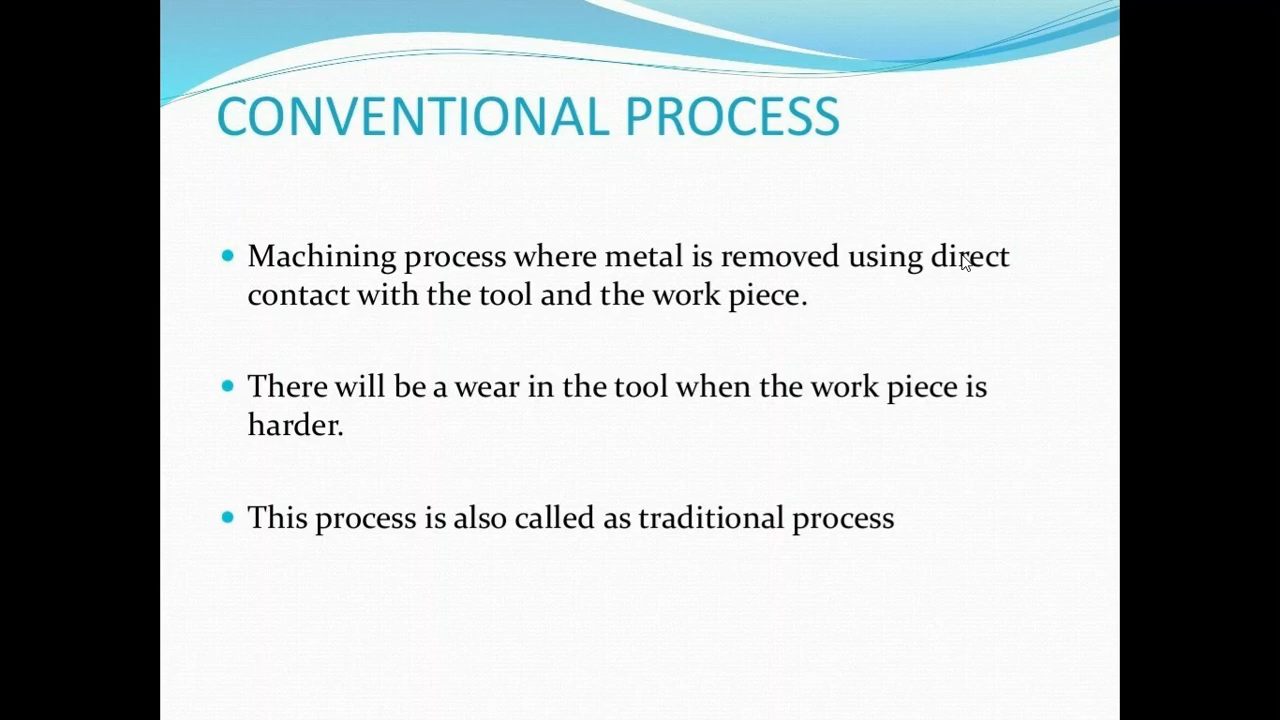 CONVENTIONAL PROCESS
• Machining process where metal is removed using direct
contact with the tool and the work piece.
• There will be a wear in the tool when the work piece is
harder.
• This process is also called as traditional process